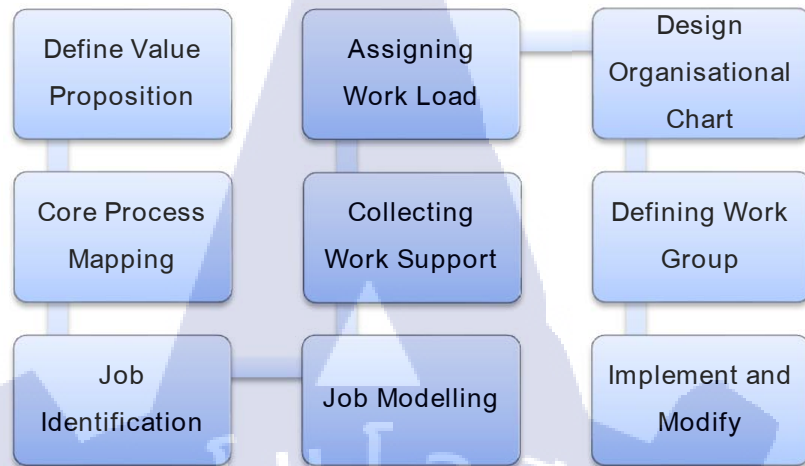 Define Value
Proposition
Core Process
Mapping
Job
Identification
Job Modelling
Collecting
Work Support
Assigning
Work Load
Design
Organisational
Chart
Defining Work
Group
Implement and
Modify